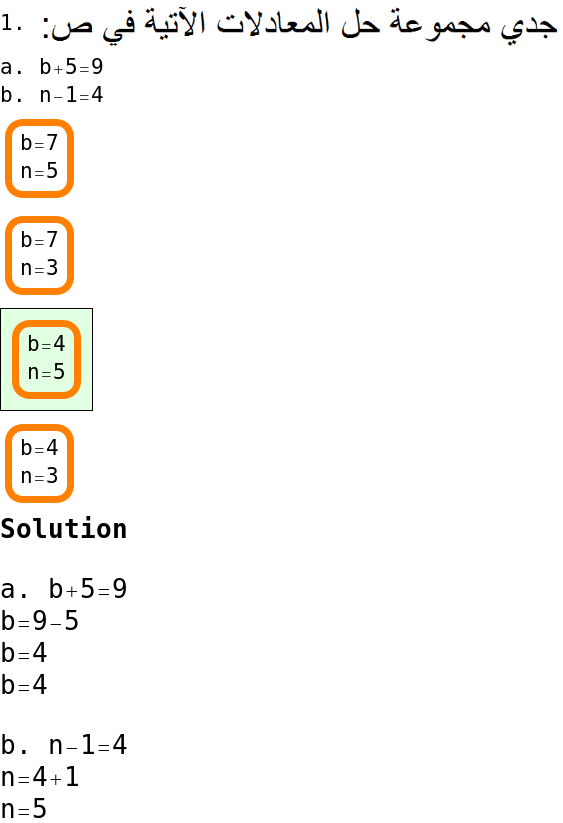 1. جدي مجموعة حل المعادلات الآتية في ص:
a. b+5=9
b. n−1=4
b=7
n=5
b=7
n=3
b=4
n=5
b=4
n=3
Solution
a. b+5=9
b=9−5
b=4
b=4
b. n−1=4
n=4+1
n=5